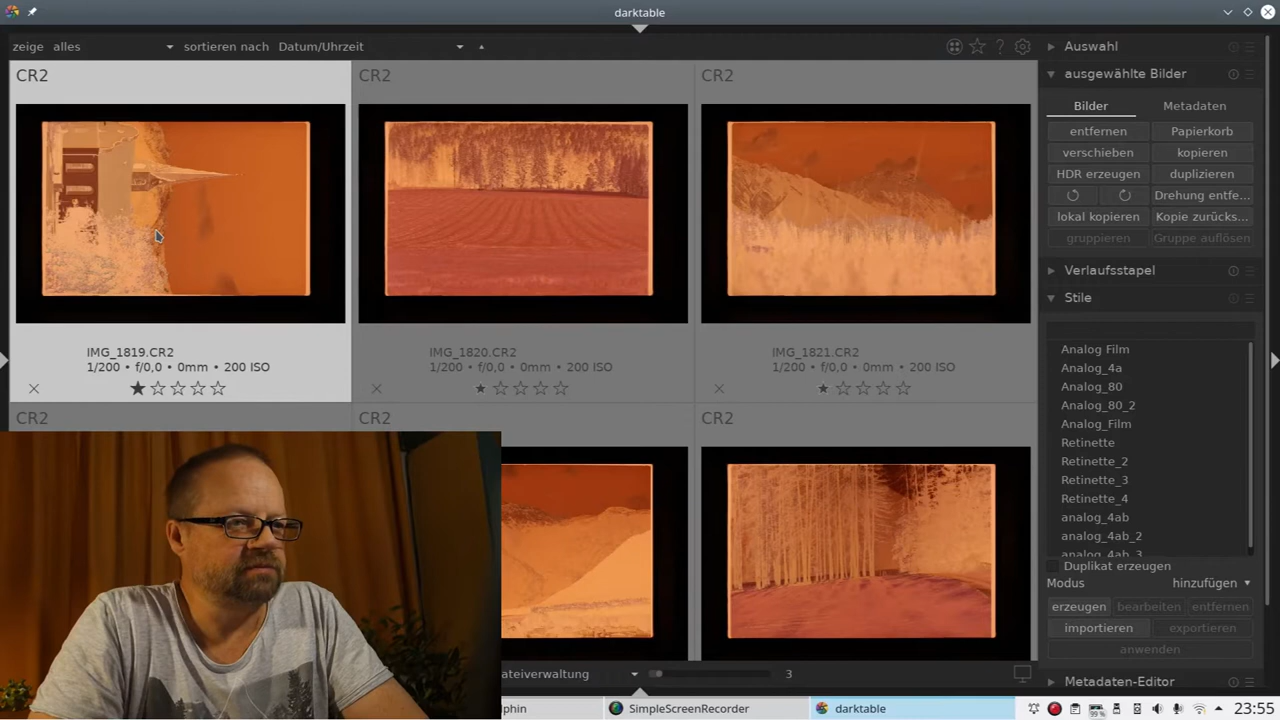 darktable
zeige alles sortieren nach Datum/Uhrzeit
CR2 CR2 CR2
IMG_1819.CR2
1/200 • f/0,0 • 0mm • 200 ISO
IMG_1820.CR2
1/200 • f/0,0 • 0mm • 200 ISO
IMG_1821.CR2
1/200 • f/0,0 • 0mm • 200 ISO
CR2 CR2 CR2
Auswahl
ausgewählte Bilder
Bilder Metadaten
entfernen Papierkorb
verschieben kopieren
HDR erzeugen duplizieren
Drehung entfe...
lokal kopieren Kopie zurücks...
gruppieren Gruppe auflösen
Verlaufsstapel
Stile
Analog Film
Analog_4a
Analog_80
Analog_80_2
Analog_Film
Retinette
Retinette_2
Retinette_3
Retinette_4
analog_4ab
analog_4ab_2
analog_4ab_3
Duplikat erzeugen
Modus hinzufügen
erzeugen bearbeiten entfernen
importieren exportieren
anwenden
Metadaten-Editor
ateiverwaltung 3
lphin SimpleScreenRecorder darktable 99 % 23:55